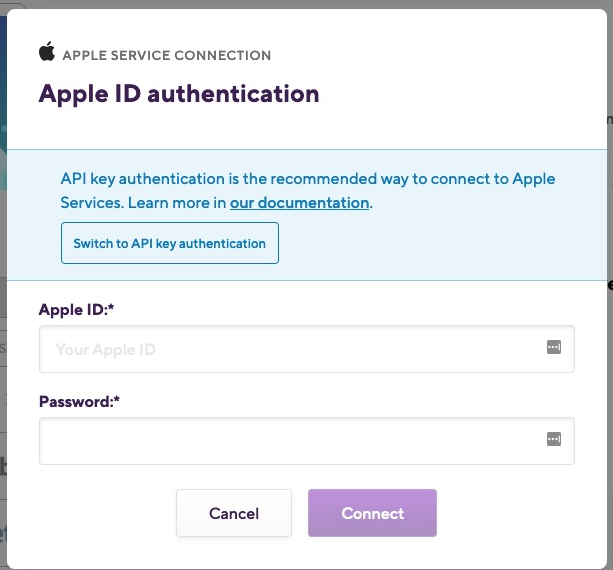 APPLE SERVICE CONNECTION
Apple ID authentication
API key authentication is the recommended way to connect to Apple
Services. Learn more in our documentation.
Switch to API key authentication
Apple ID:*
Your Apple ID
Password:*
Cancel
Connect